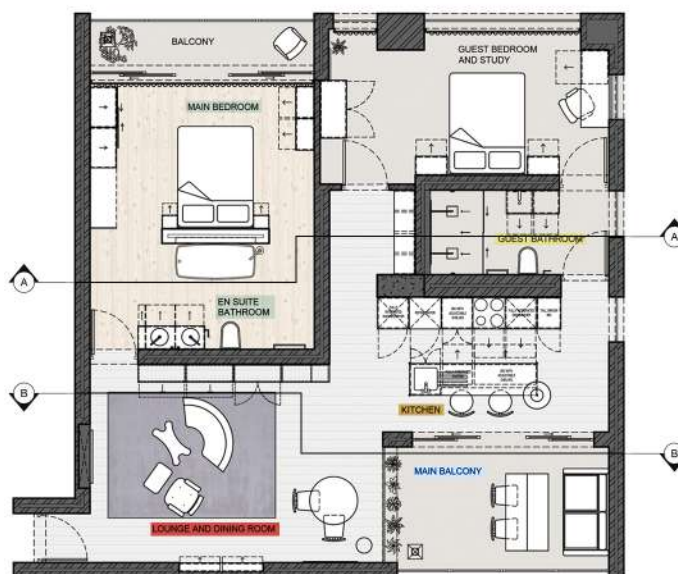 BALCONY
GUEST BEDROOM
AND STUDY
MAIN BEDROOM
A
GUEST BATHROOM
A
EN SUITE
BATHROOM
B
KITCHEN
B
MAIN BALCONY
LOUNGE AND DINING ROOM